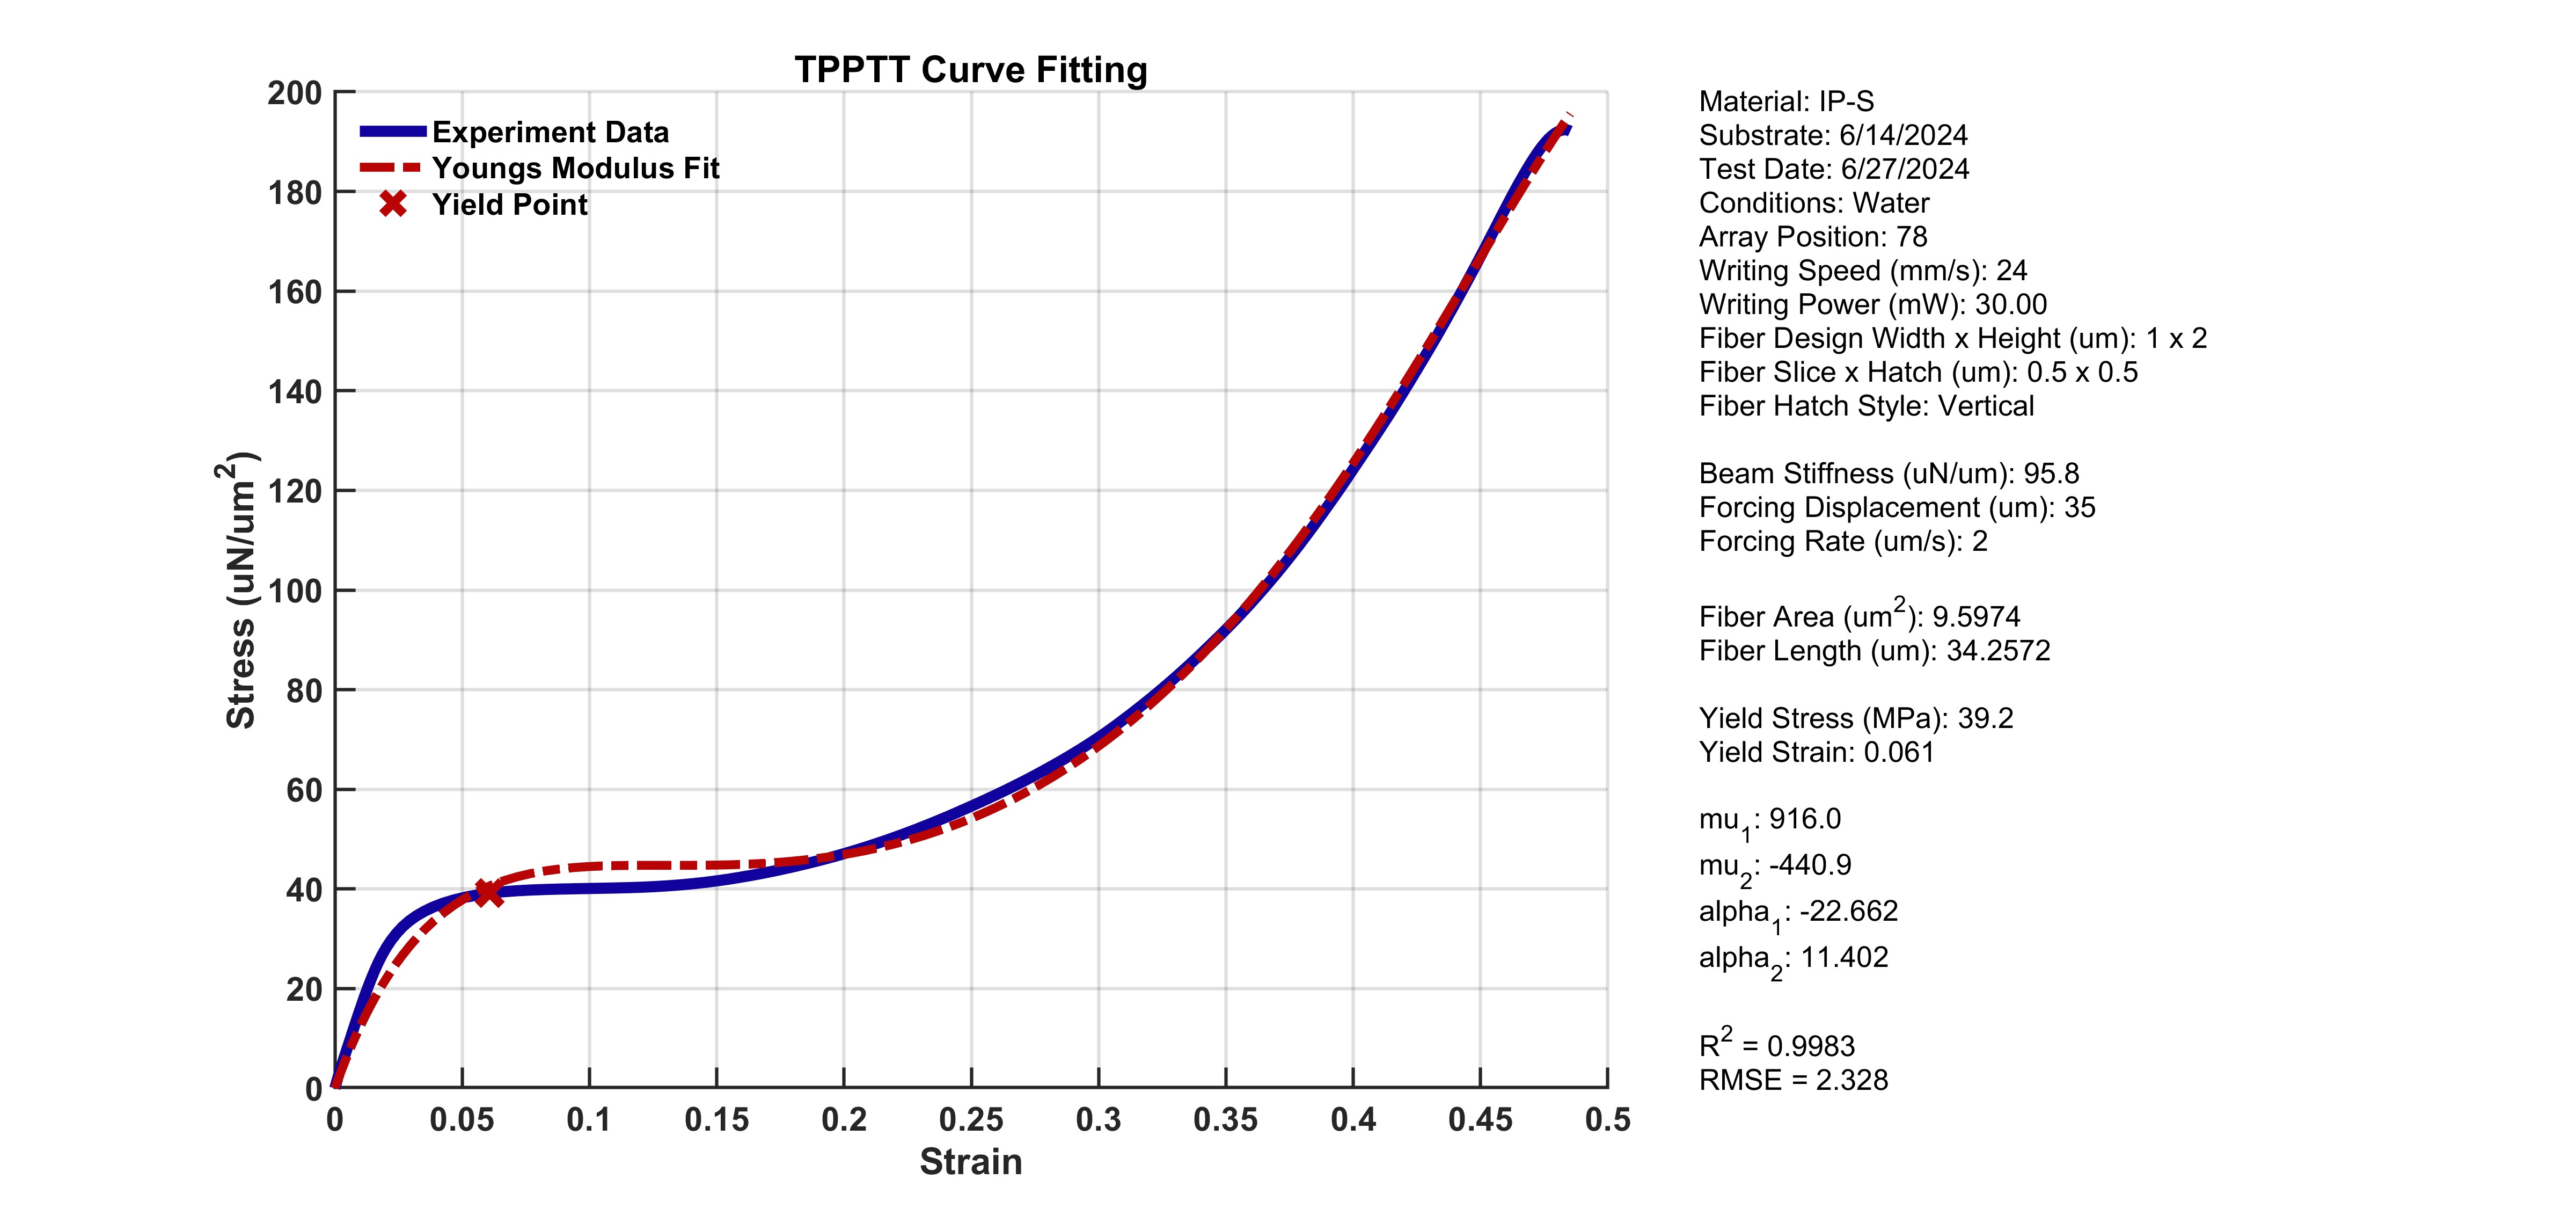 TPPTT Curve Fitting
200
180
160
140
120
100
80
60
40
20
0
Stress (uN/um²)
Experiment Data
Youngs Modulus Fit
Yield Point
0 0.05 0.1 0.15 0.2 0.25 0.3 0.35 0.4 0.45 0.5
Strain
Material: IP-S
Substrate: 6/14/2024
Test Date: 6/27/2024
Conditions: Water
Array Position: 78
Writing Speed (mm/s): 24
Writing Power (mW): 30.00
Fiber Design Width x Height (um): 1 x 2
Fiber Slice x Hatch (um): 0.5 x 0.5
Fiber Hatch Style: Vertical
Beam Stiffness (uN/um): 95.8
Forcing Displacement (um): 35
Forcing Rate (um/s): 2
Fiber Area (um²): 9.5974
Fiber Length (um): 34.2572
Yield Stress (MPa): 39.2
Yield Strain: 0.061
mu₁: 916.0
mu₂: -440.9
alpha₁: -22.662
alpha₂: 11.402
R² = 0.9983
RMSE = 2.328